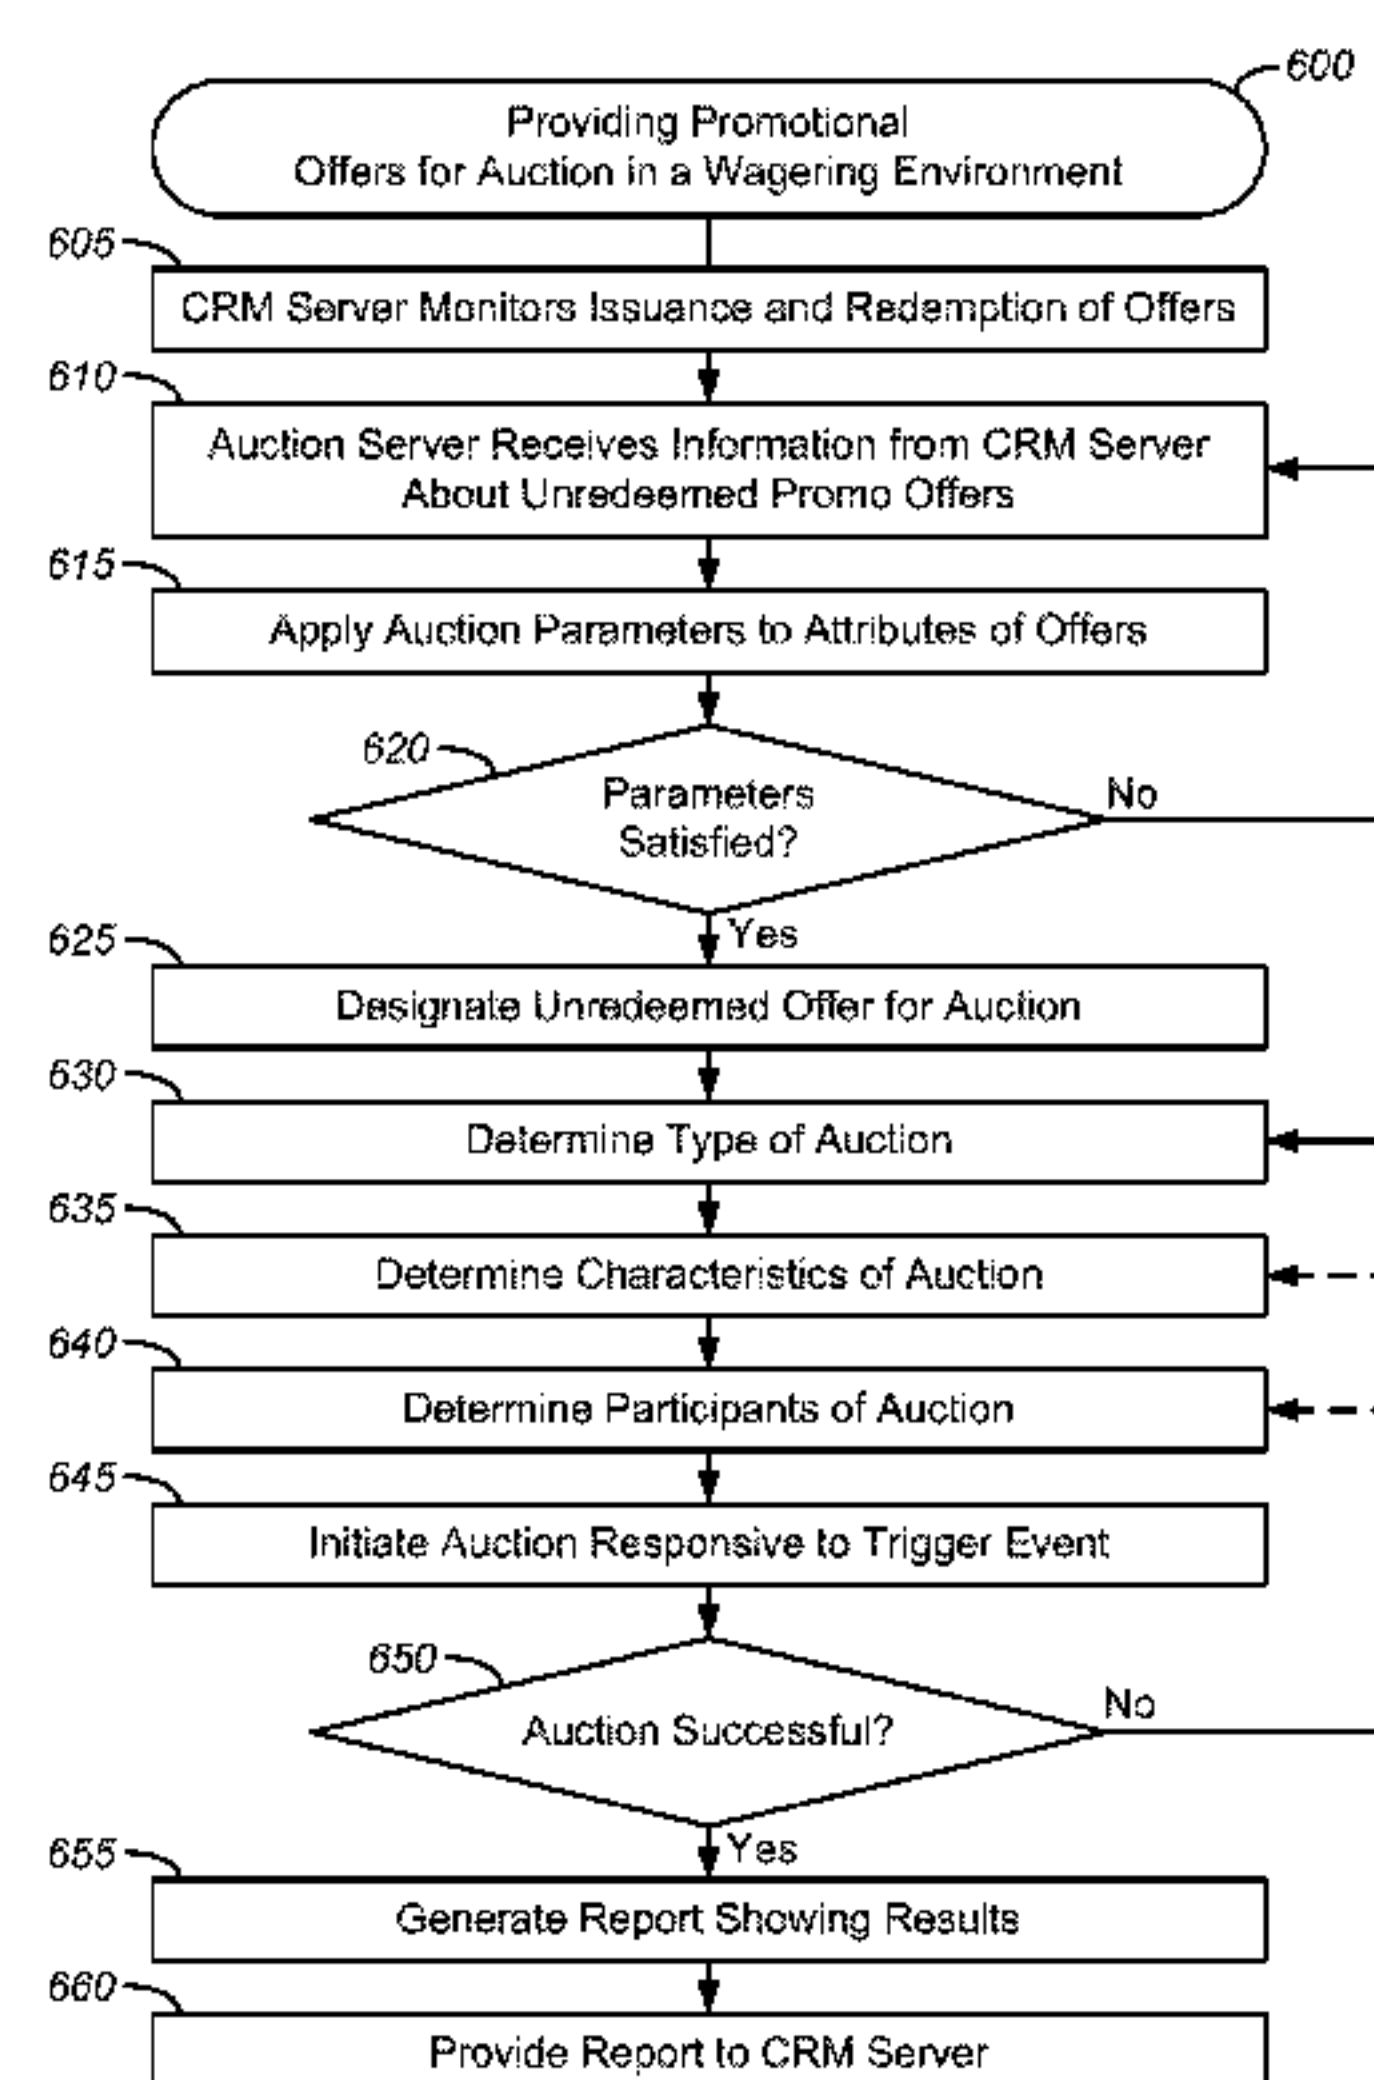 600
Providing Promotional
Offers for Auction in a Wagering Environment
605
CRM Server Monitors Issuance and Redemption of Offers
610
Auction Server Receives Information from CRM Server
About Unredeemed Promo Offers
615
Apply Auction Parameters to Attributes of Offers
620
Parameters
Satisfied?
No
Yes
625
Designate Unredeemed Offer for Auction
630
Determine Type of Auction
635
Determine Characteristics of Auction
640
Determine Participants of Auction
645
Initiate Auction Responsive to Trigger Event
650
Auction Successful?
No
Yes
655
Generate Report Showing Results
660
Provide Report to CRM Server